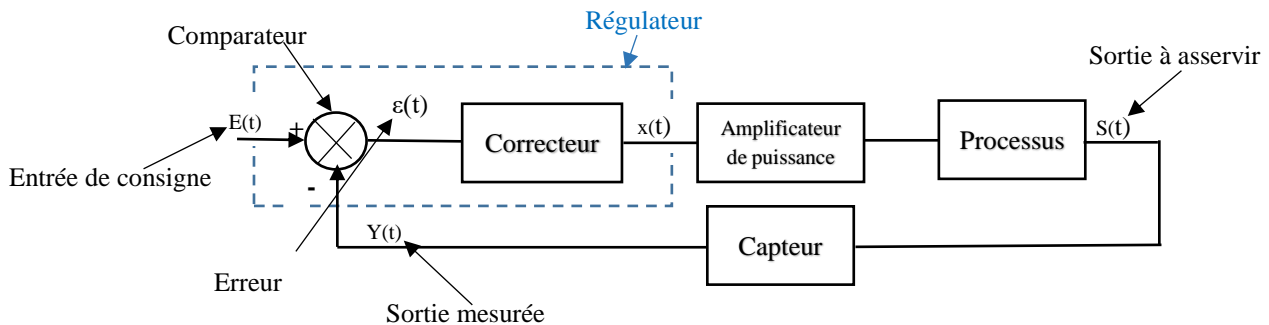 Régulateur
Comparateur
Sortie à asservir
ε(t)
E(t)
+
Correcteur
x(t)
Amplificateur
de puissance
Processus
S(t)
Entrée de consigne
-
Y(t)
Capteur
Erreur
Sortie mesurée